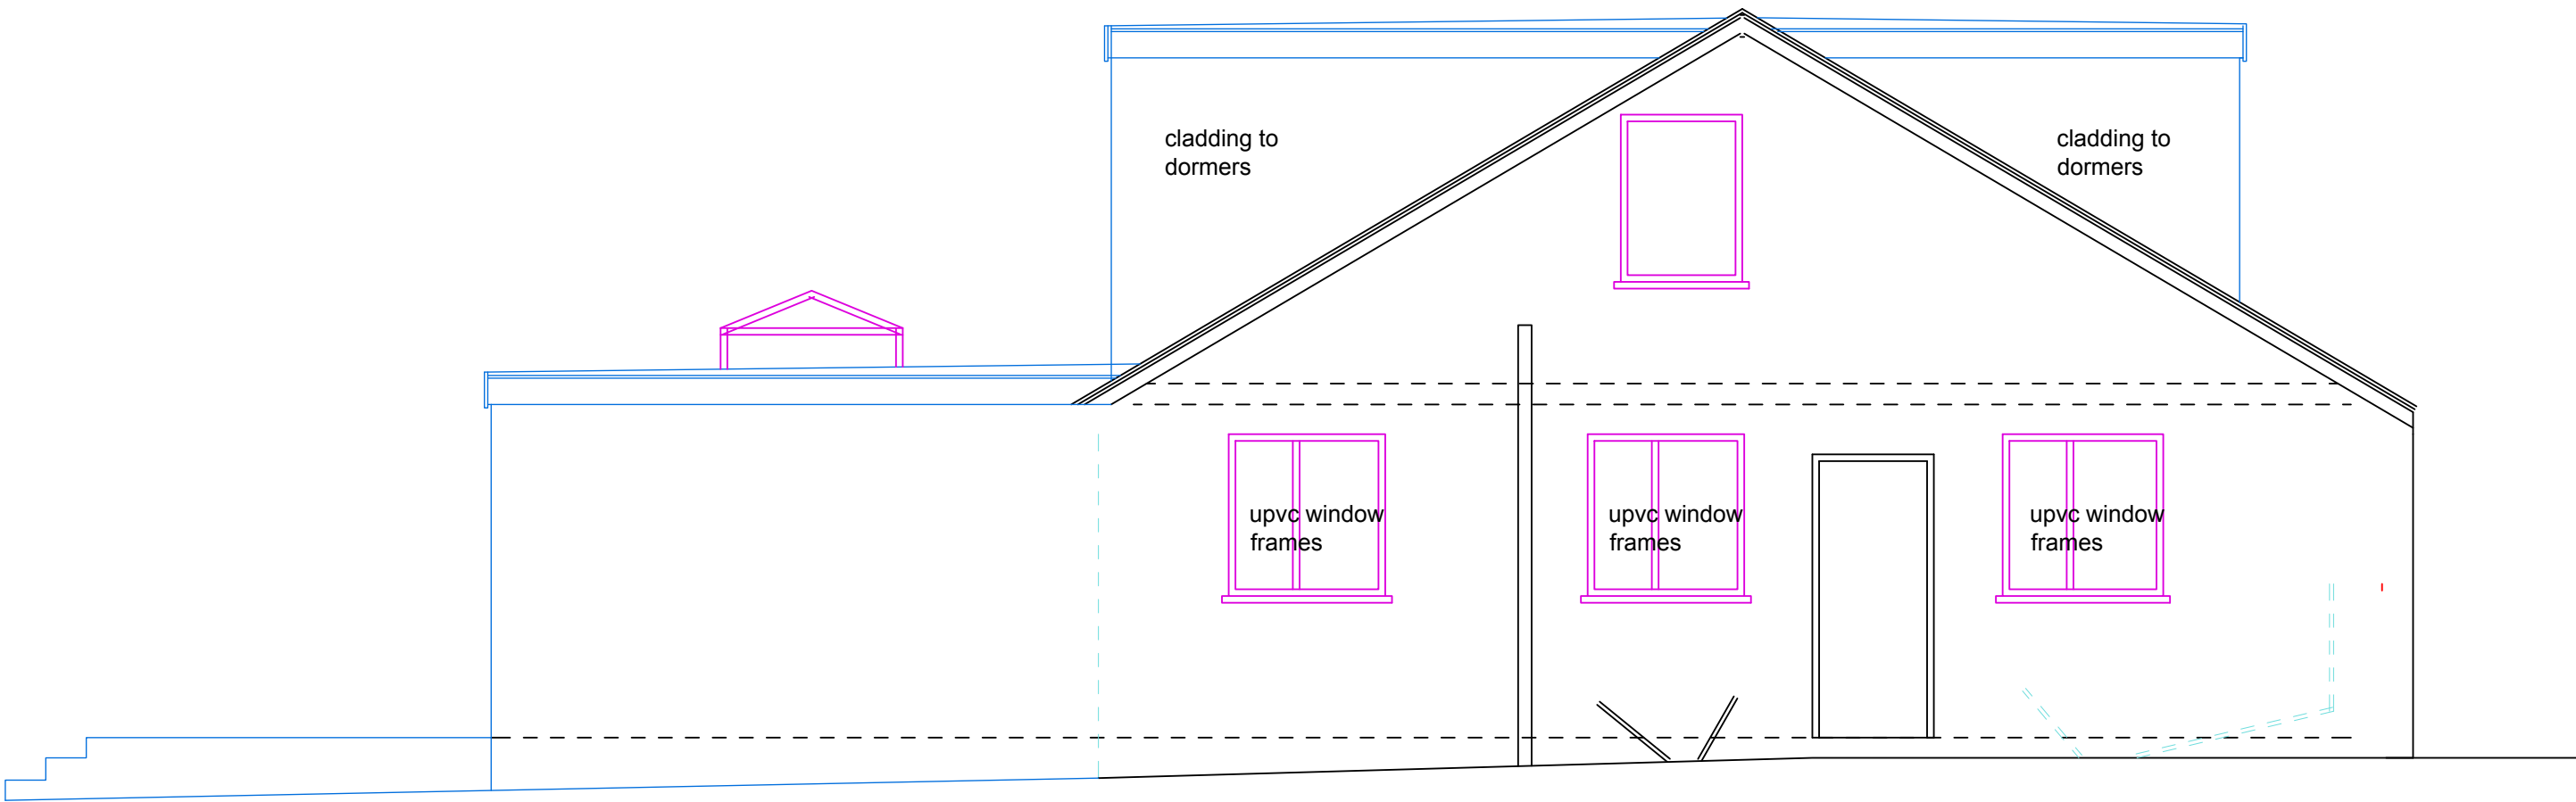 cladding to
dormers
cladding to
dormers
upvc window
frames
upvc window
frames
upvc window
frames